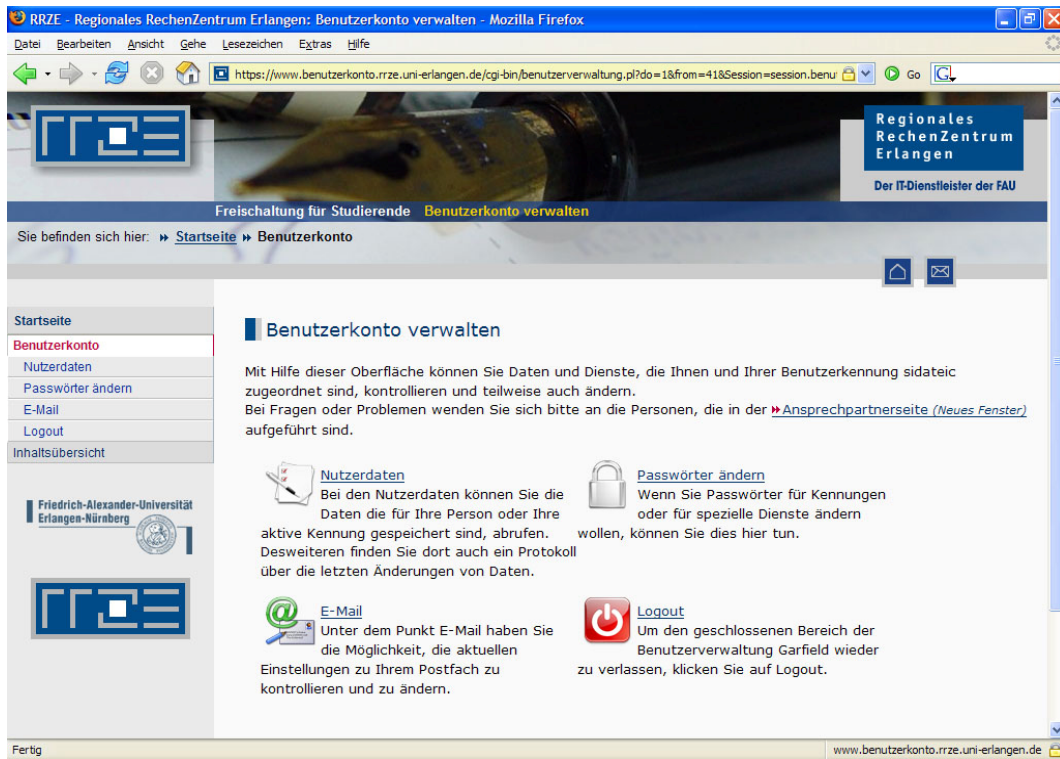 RRZE - Regionales RechenZentrum Erlangen: Benutzerkonto verwalten - Mozilla Firefox
Datei Bearbeiten Ansicht Gehe Lesezeichen Extras Hilfe
https://www.benutzerkonto.rrze.uni-erlangen.de/cgi-bin/benutzerverwaltung.pl?do=1&from=41&Session=session.benu Go
RRZE
Regionales
RechenZentrum
Erlangen
Der IT-Dienstleister der FAU
Freischaltung für Studierende Benutzerkonto verwalten
Sie befinden sich hier: Startseite Benutzerkonto
Startseite
Benutzerkonto
Nutzerdaten
Passwörter ändern
E-Mail
Logout
Inhaltsübersicht
Friedrich-Alexander-Universität
Erlangen-Nürnberg
RRZE
Benutzerkonto verwalten
Mit Hilfe dieser Oberfläche können Sie Daten und Dienste, die Ihnen und Ihrer Benutzerkennung sidateic
zugeordnet sind, kontrollieren und teilweise auch ändern.
Bei Fragen oder Problemen wenden Sie sich bitte an die Personen, die in der Ansprechpartnerseite (Neues Fenster)
aufgeführt sind.
Nutzerdaten
Bei den Nutzerdaten können Sie die
Daten die für Ihre Person oder Ihre
aktive Kennung gespeichert sind, abrufen.
Desweiteren finden Sie dort auch ein Protokoll
über die letzten Änderungen von Daten.
Passwörter ändern
Wenn Sie Passwörter für Kennungen
oder für spezielle Dienste ändern
wollen, können Sie dies hier tun.
E-Mail
Unter dem Punkt E-Mail haben Sie
die Möglichkeit, die aktuellen
Einstellungen zu Ihrem Postfach zu
kontrollieren und zu ändern.
Logout
Um den geschlossenen Bereich der
Benutzerverwaltung Garfield wieder
zu verlassen, klicken Sie auf Logout.
Fertig
www.benutzerkonto.rrze.uni-erlangen.de